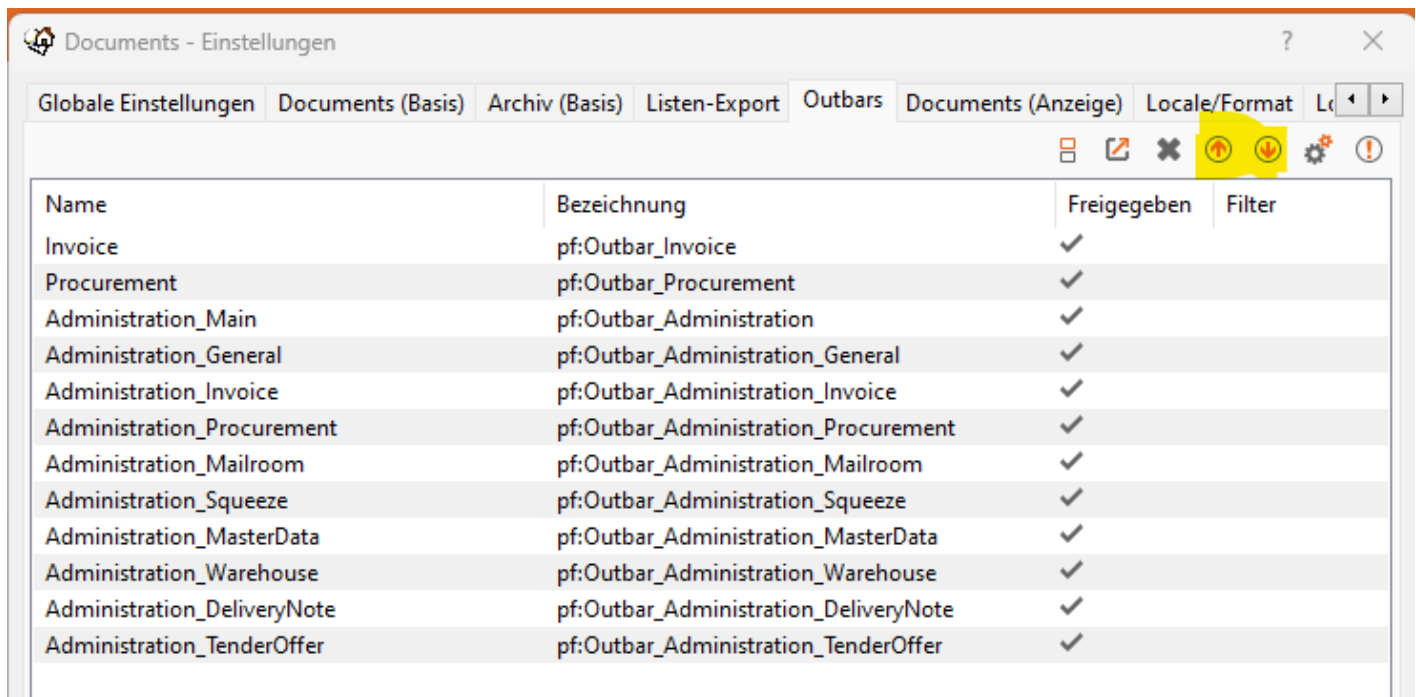 Documents - Einstellungen
Globale Einstellungen Documents (Basis) Archiv (Basis) Listen-Export Outbars Documents (Anzeige) Locale/Format
Name Bezeichnung Freigegeben Filter
Invoice pf:Outbar_Invoice
Procurement pf:Outbar_Procurement
Administration_Main pf:Outbar_Administration
Administration_General pf:Outbar_Administration_General
Administration_Invoice pf:Outbar_Administration_Invoice
Administration_Procurement pf:Outbar_Administration_Procurement
Administration_Mailroom pf:Outbar_Administration_Mailroom
Administration_Squeeze pf:Outbar_Administration_Squeeze
Administration_MasterData pf:Outbar_Administration_MasterData
Administration_Warehouse pf:Outbar_Administration_Warehouse
Administration_DeliveryNote pf:Outbar_Administration_DeliveryNote
Administration_TenderOffer pf:Outbar_Administration_TenderOffer